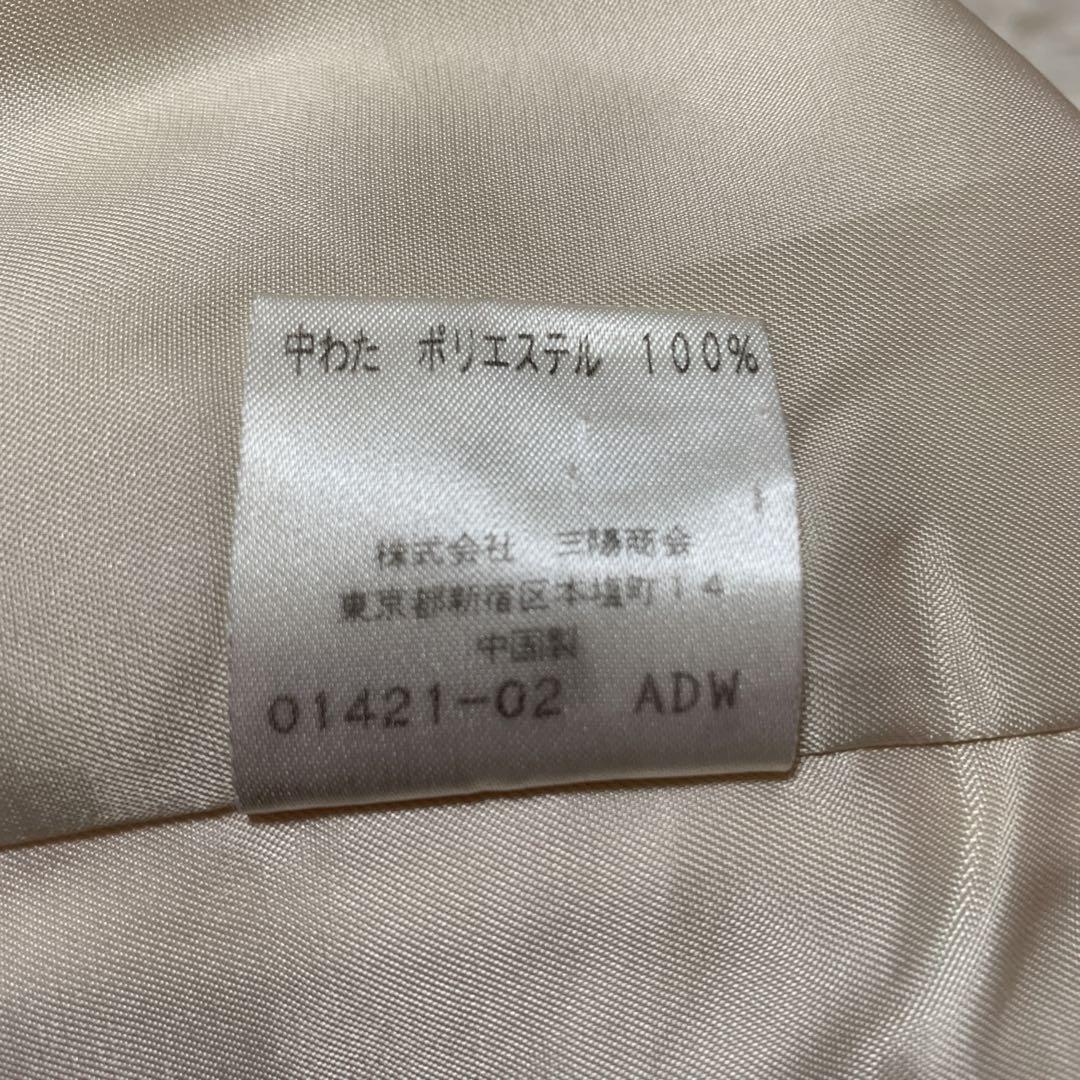 中わた ポリエステル 100%
株式会社 三陽商会
東京都新宿区本塩町14
中国製
01421-02 ADW